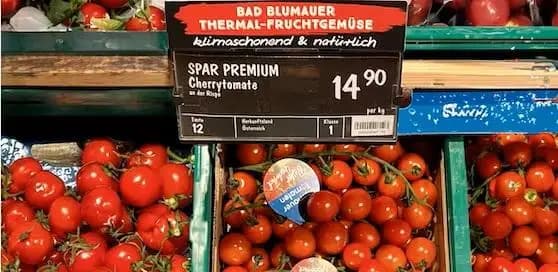 BAD BLUMAUER
THERMAL-FRUCHTGEMÜSE
klimaschonend & natürlich
SPAR PREMIUM
Cherrytomate
an der Rispe
14 90
per kg
Taste
12
Herkunftsland
Österreich
Klasse
1